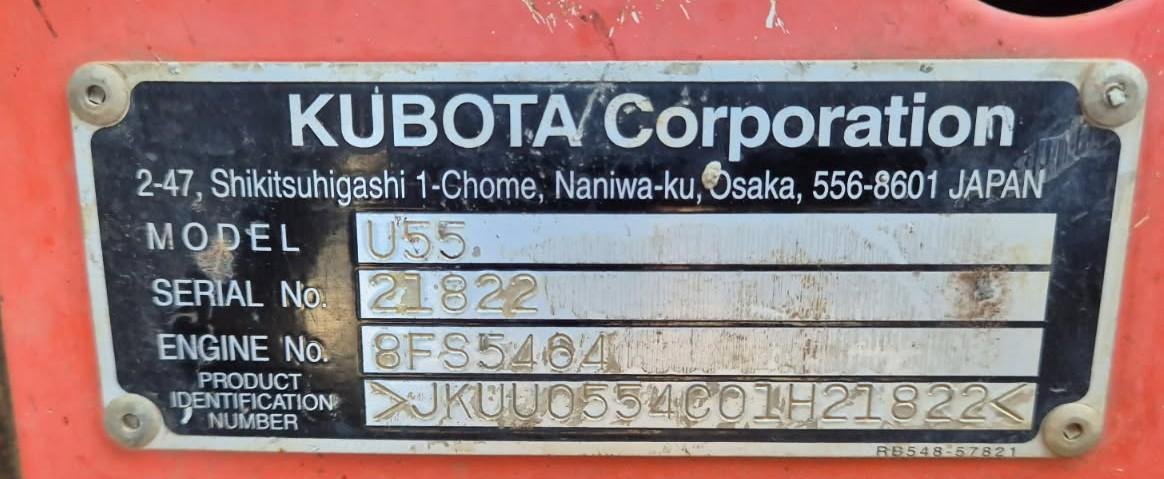 KUBOTA Corporation
2-47, Shikitsuhigashi 1-Chome, Naniwa-ku, Osaka, 556-8601 JAPAN
MODEL U55
SERIAL No. 21822
ENGINE No. 8FS5464
PRODUCT
IDENTIFICATION
NUMBER >JKUU0554C01H21822<
RB548-57821